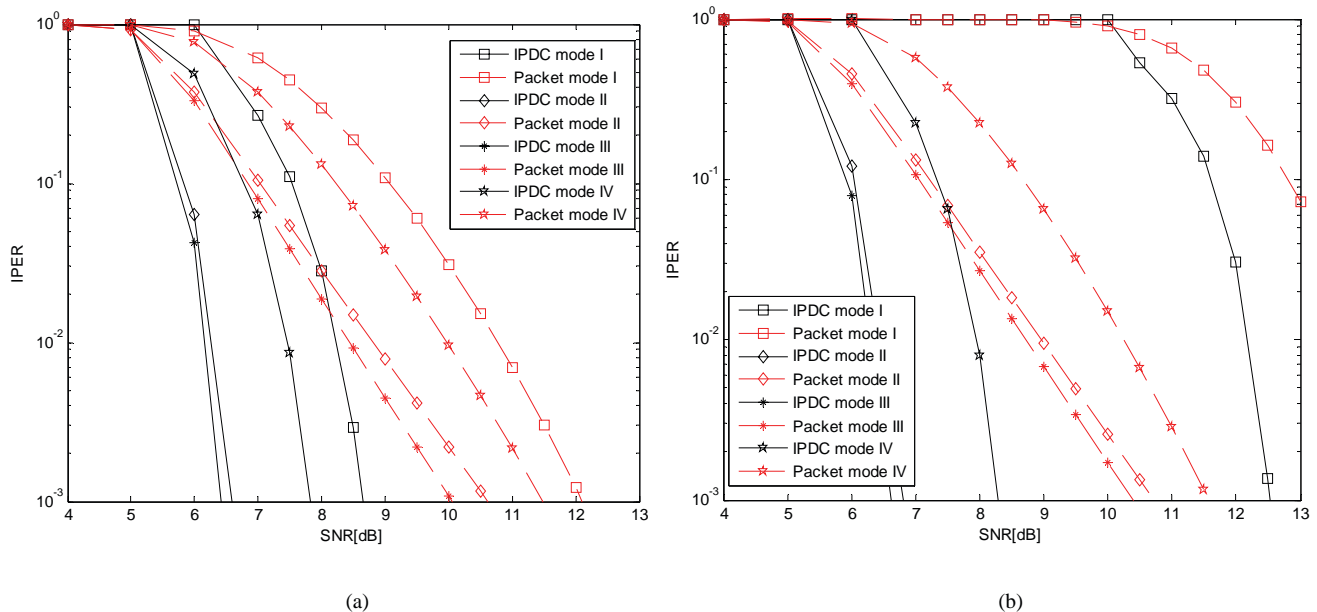 10^0
10^-1
10^-2
10^-3
IPER
4 5 6 7 8 9 10 11 12 13
SNR[dB]
IPDC mode I
Packet mode I
IPDC mode II
Packet mode II
IPDC mode III
Packet mode III
IPDC mode IV
Packet mode IV
(a)
10^0
10^-1
10^-2
10^-3
IPER
4 5 6 7 8 9 10 11 12 13
SNR[dB]
IPDC mode I
Packet mode I
IPDC mode II
Packet mode II
IPDC mode III
Packet mode III
IPDC mode IV
Packet mode IV
(b)